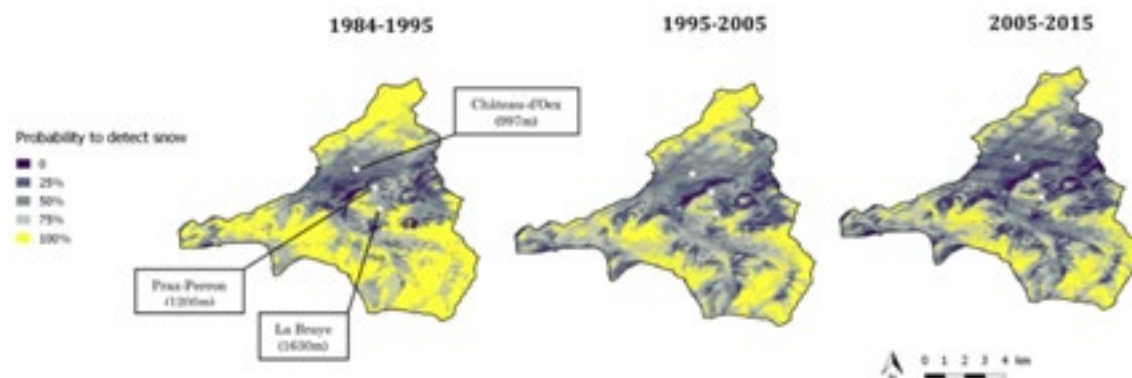 1984-1995
1995-2005
2005-2015
Château-d'Oex
(997m)
Probability to detect snow
0
25%
50%
75%
100%
Praz-Perron
(1200m)
La Braye
(1630m)
0 1 2 3 4 km